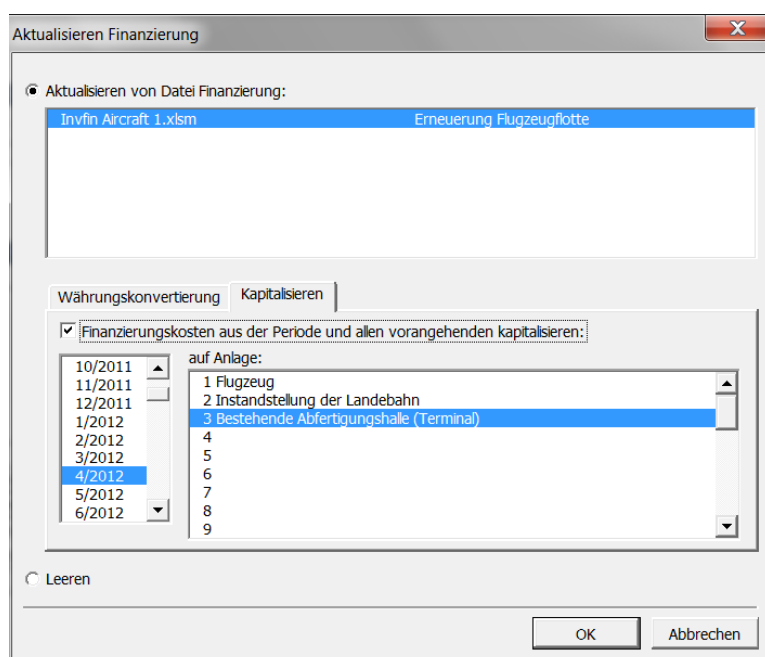 Aktualisieren Finanzierung
Aktualisieren von Datei Finanzierung:
Invfin Aircraft 1.xlsm Erneuerung Flugzeugflotte
Währungskonvertierung Kapitalisieren
Finanzierungskosten aus der Periode und allen vorangehenden kapitalisieren:
auf Anlage:
10/2011
11/2011
12/2011
1/2012
2/2012
3/2012
4/2012
5/2012
6/2012
1 Flugzeug
2 Instandstellung der Landebahn
3 Bestehende Abfertigungshalle (Terminal)
4
5
6
7
8
9
Leeren
OK Abbrechen